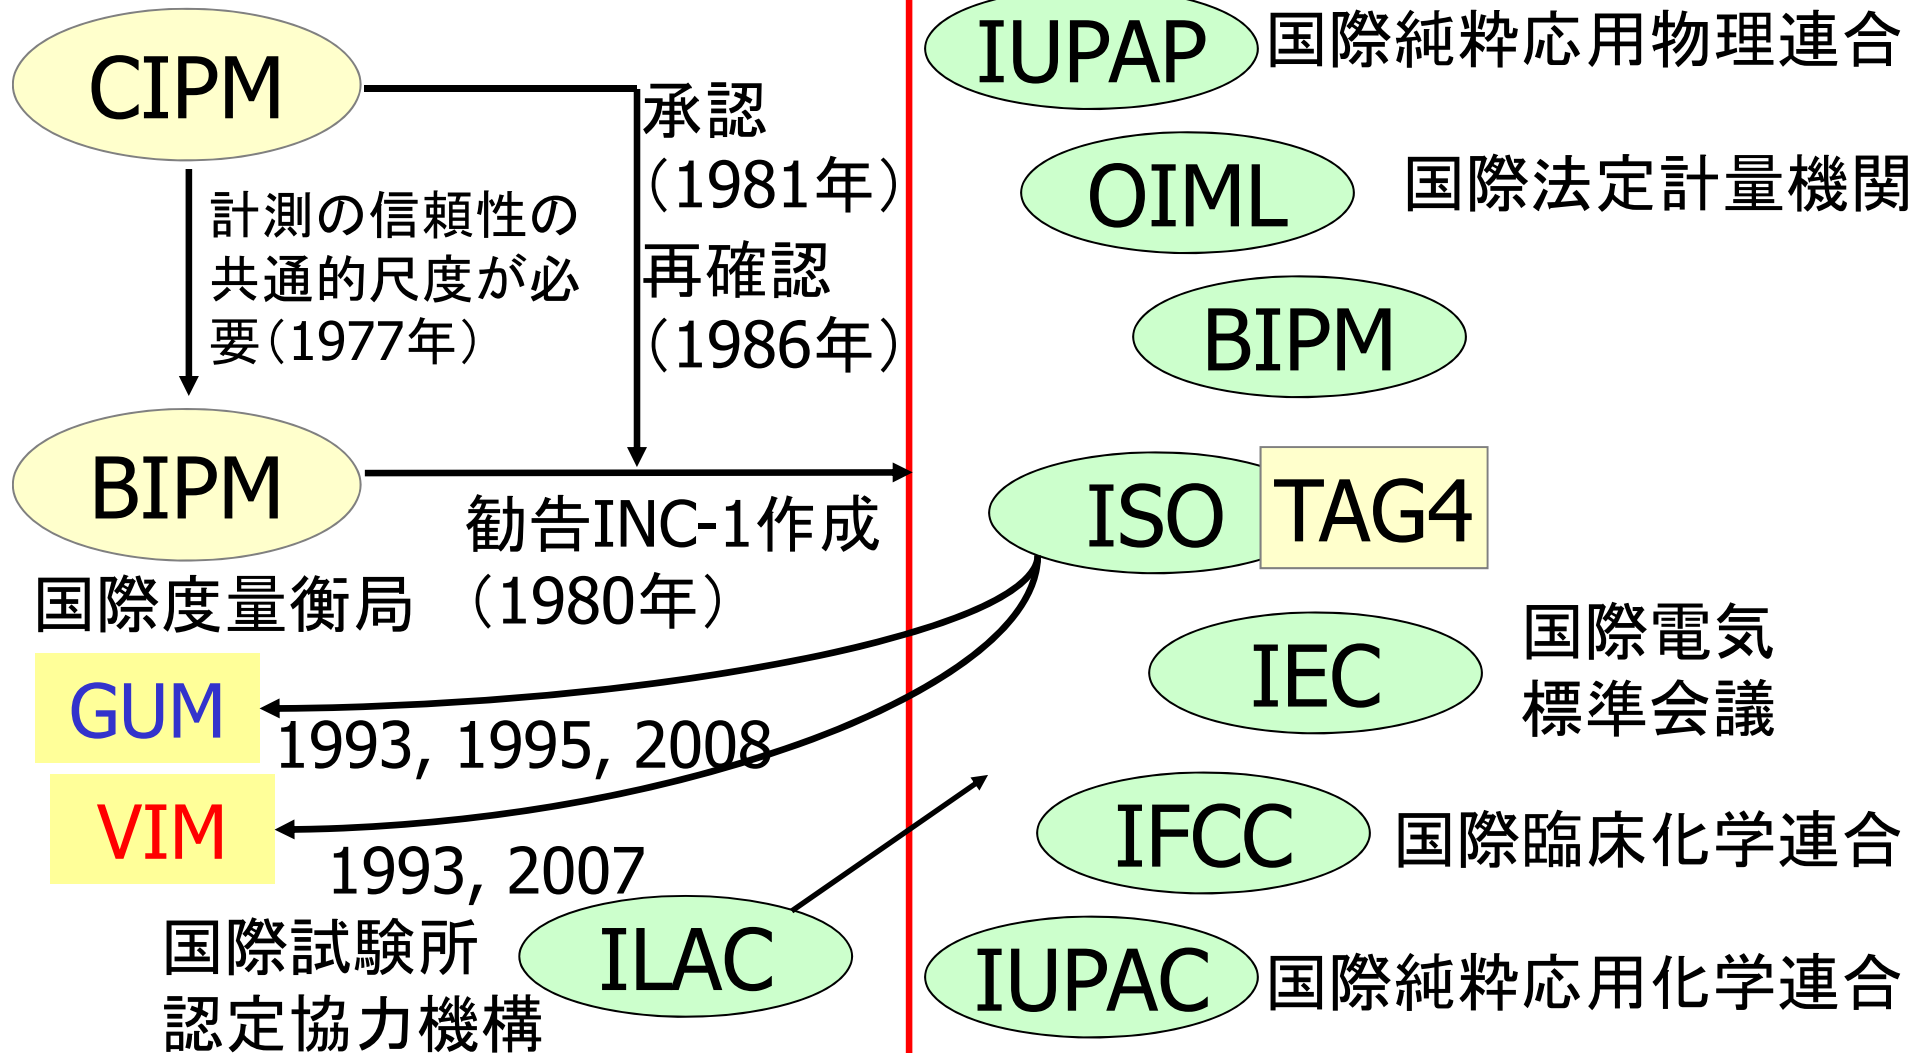 CIPM
承認
（1981年）
再確認
（1986年）
計測の信頼性の
共通的尺度が必
要（1977年）
BIPM
国際度量衡局
勧告INC-1作成
（1980年）
GUM
1993, 1995, 2008
VIM
1993, 2007
国際試験所
認定協力機構
ILAC
IUPAP
国際純粋応用物理連合
OIML
国際法定計量機関
BIPM
ISO
TAG4
IEC
国際電気
標準会議
IFCC
国際臨床化学連合
IUPAC
国際純粋応用化学連合